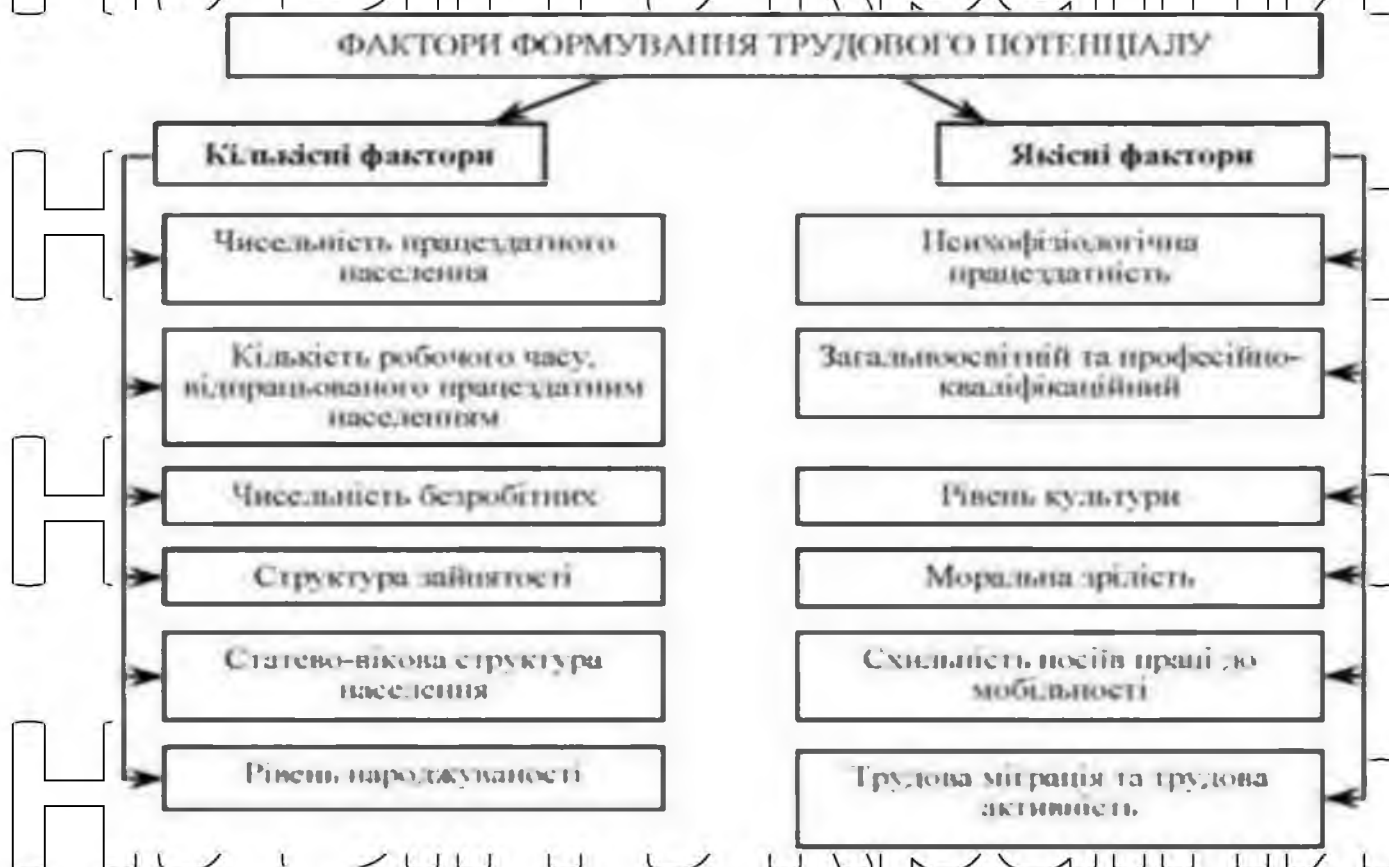 ФАКТОРИ ФОРМУВАННЯ ТРУДОВОГО ПОТЕНЦІАЛУ
Кількісні фактори
Чисельність працездатного
населення
Кількість робочого часу,
відпрацьованого працездатним
населенням
Чисельність безробітних
Структура зайнятості
Статево-вікова структура
населення
Рівень народжуваності
Якісні фактори
Психофізіологічна
працездатність
Загальноосвітній та професійно-
кваліфікаційний
Рівень культури
Моральна зрілість
Схильність носіїв праці до
мобільності
Трудова міграція та трудова
активність